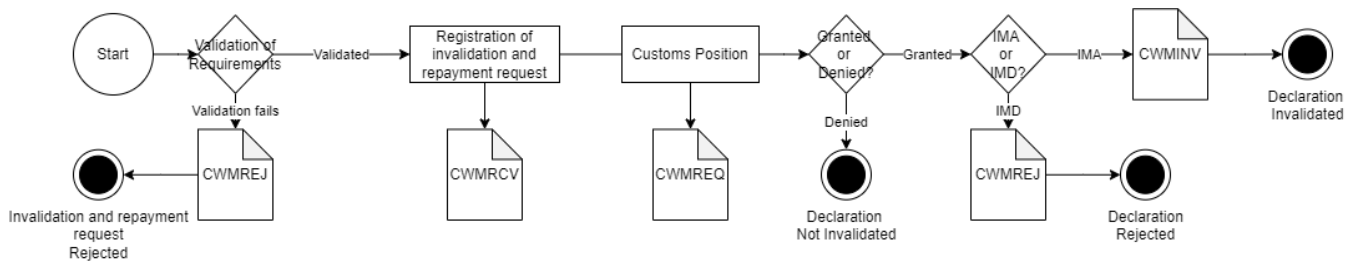 Start
Validation of
Requirements
Validated
Registration of
invalidation and
repayment request
Customs Position
Granted
or
Denied?
Granted
IMA
or
IMD?
IMA
CWMINV
Declaration
Invalidated
Validation fails
CWMREJ
Invalidation and repayment
request
Rejected
CWMRCV
CWMREQ
Denied
Declaration
Not Invalidated
IMD
CWMREJ
Declaration
Rejected